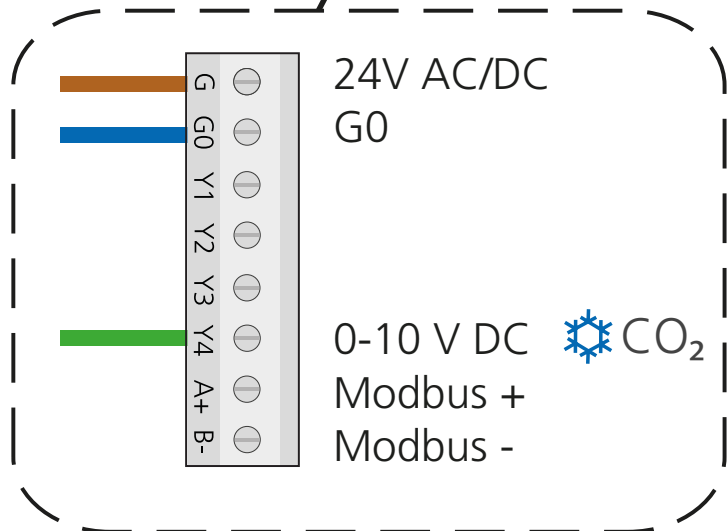 G 24V AC/DC
G0 G0
Y1
Y2
Y3
Y4 0-10 V DC CO₂
A+ Modbus +
B- Modbus -